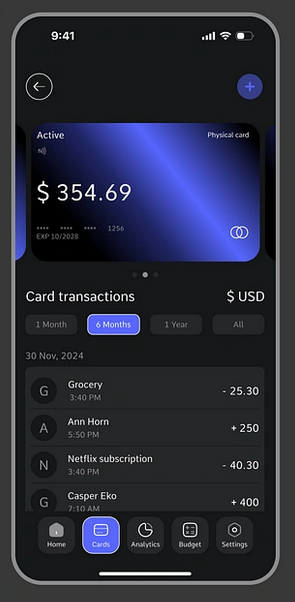 9:41
Active
Physical card
$ 354.69
**** **** **** 1256
EXP 10/2028
Card transactions
$ USD
1 Month
6 Months
1 Year
All
30 Nov, 2024
G
Grocery
3:40 PM
- 25.30
A
Ann Horn
5:50 PM
+ 250
N
Netflix subscription
3:40 PM
- 40.30
G
Casper Eko
7:10 AM
+ 400
Home
Cards
Analytics
Budget
Settings